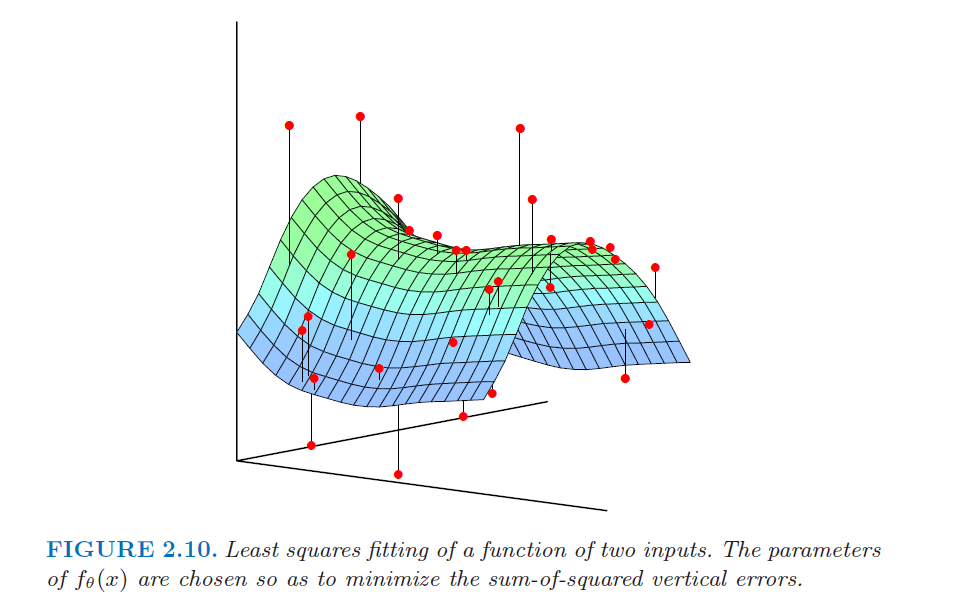 FIGURE 2.10. Least squares fitting of a function of two inputs. The parameters
of fθ(x) are chosen so as to minimize the sum-of-squared vertical errors.